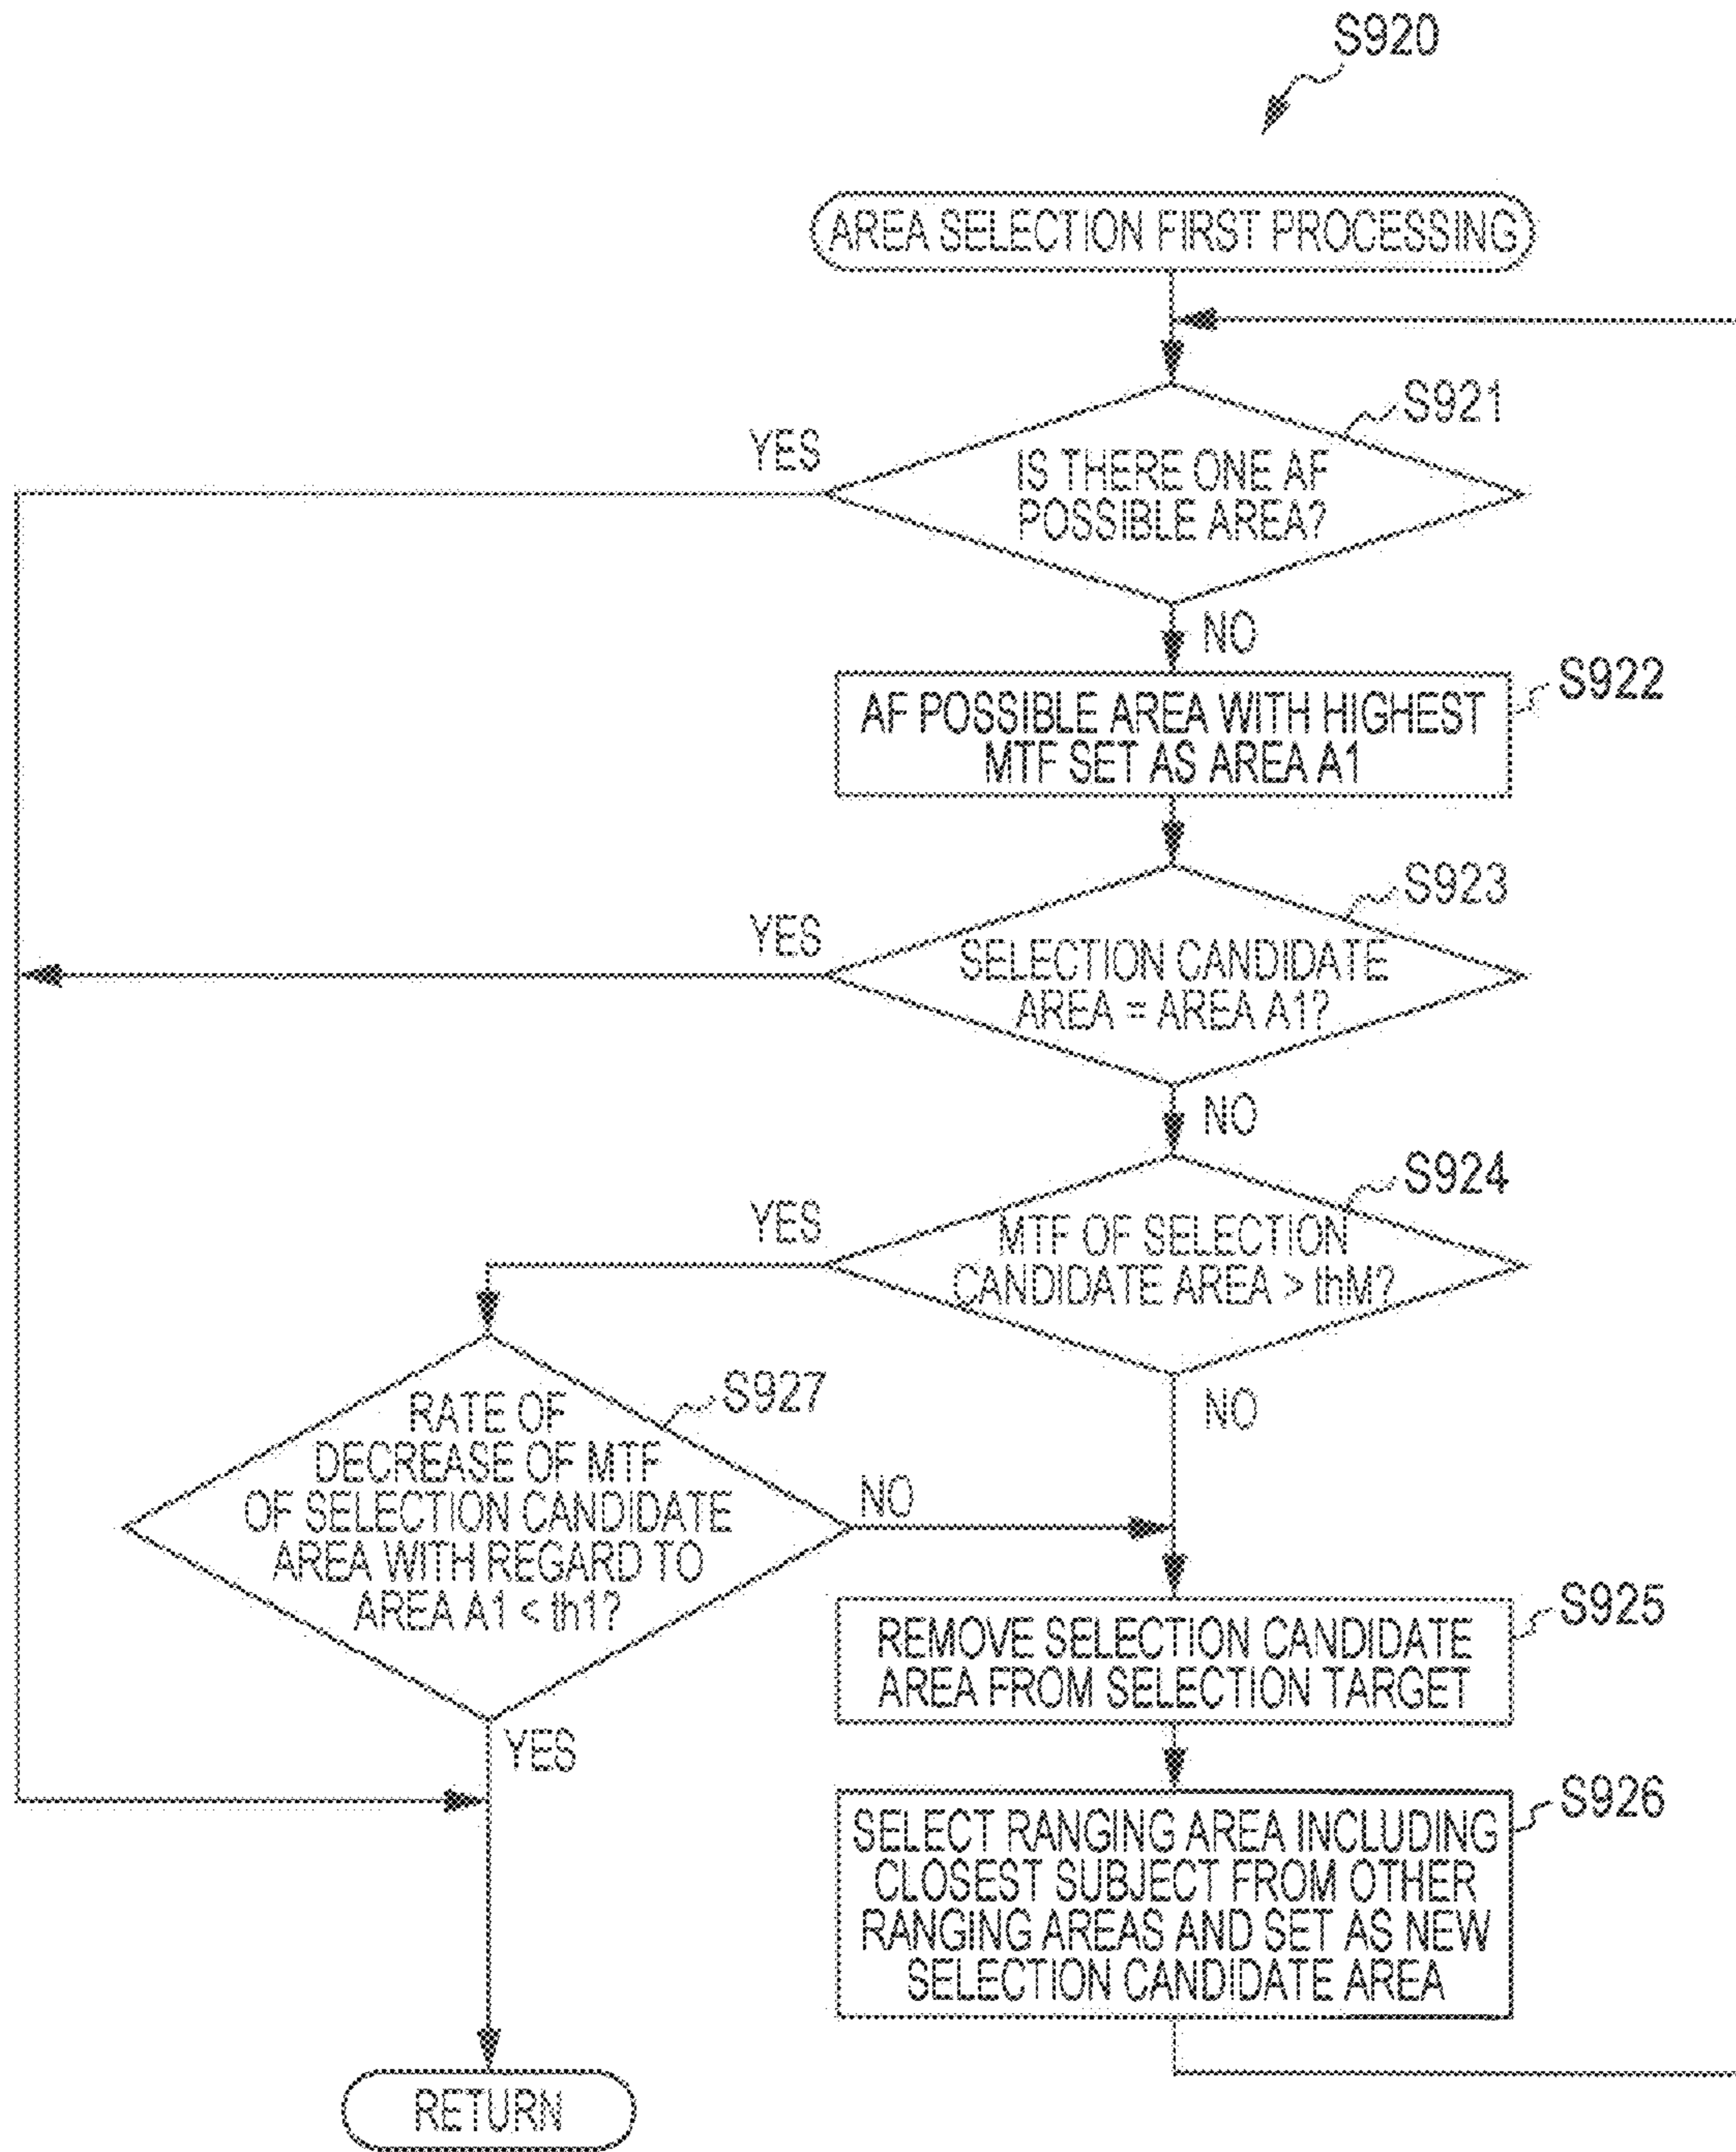 S920
AREA SELECTION FIRST PROCESSING
S921
YES
IS THERE ONE AF
POSSIBLE AREA?
NO
S922
AF POSSIBLE AREA WITH HIGHEST
MTF SET AS AREA A1
S923
YES
SELECTION CANDIDATE
AREA = AREA A1?
NO
S924
YES
MTF OF SELECTION
CANDIDATE AREA > thM?
NO
S927
RATE OF
DECREASE OF MTF
OF SELECTION CANDIDATE
AREA WITH REGARD TO
AREA A1 < th1?
NO
YES
S925
REMOVE SELECTION CANDIDATE
AREA FROM SELECTION TARGET
S926
SELECT RANGING AREA INCLUDING
CLOSEST SUBJECT FROM OTHER
RANGING AREAS AND SET AS NEW
SELECTION CANDIDATE AREA
RETURN